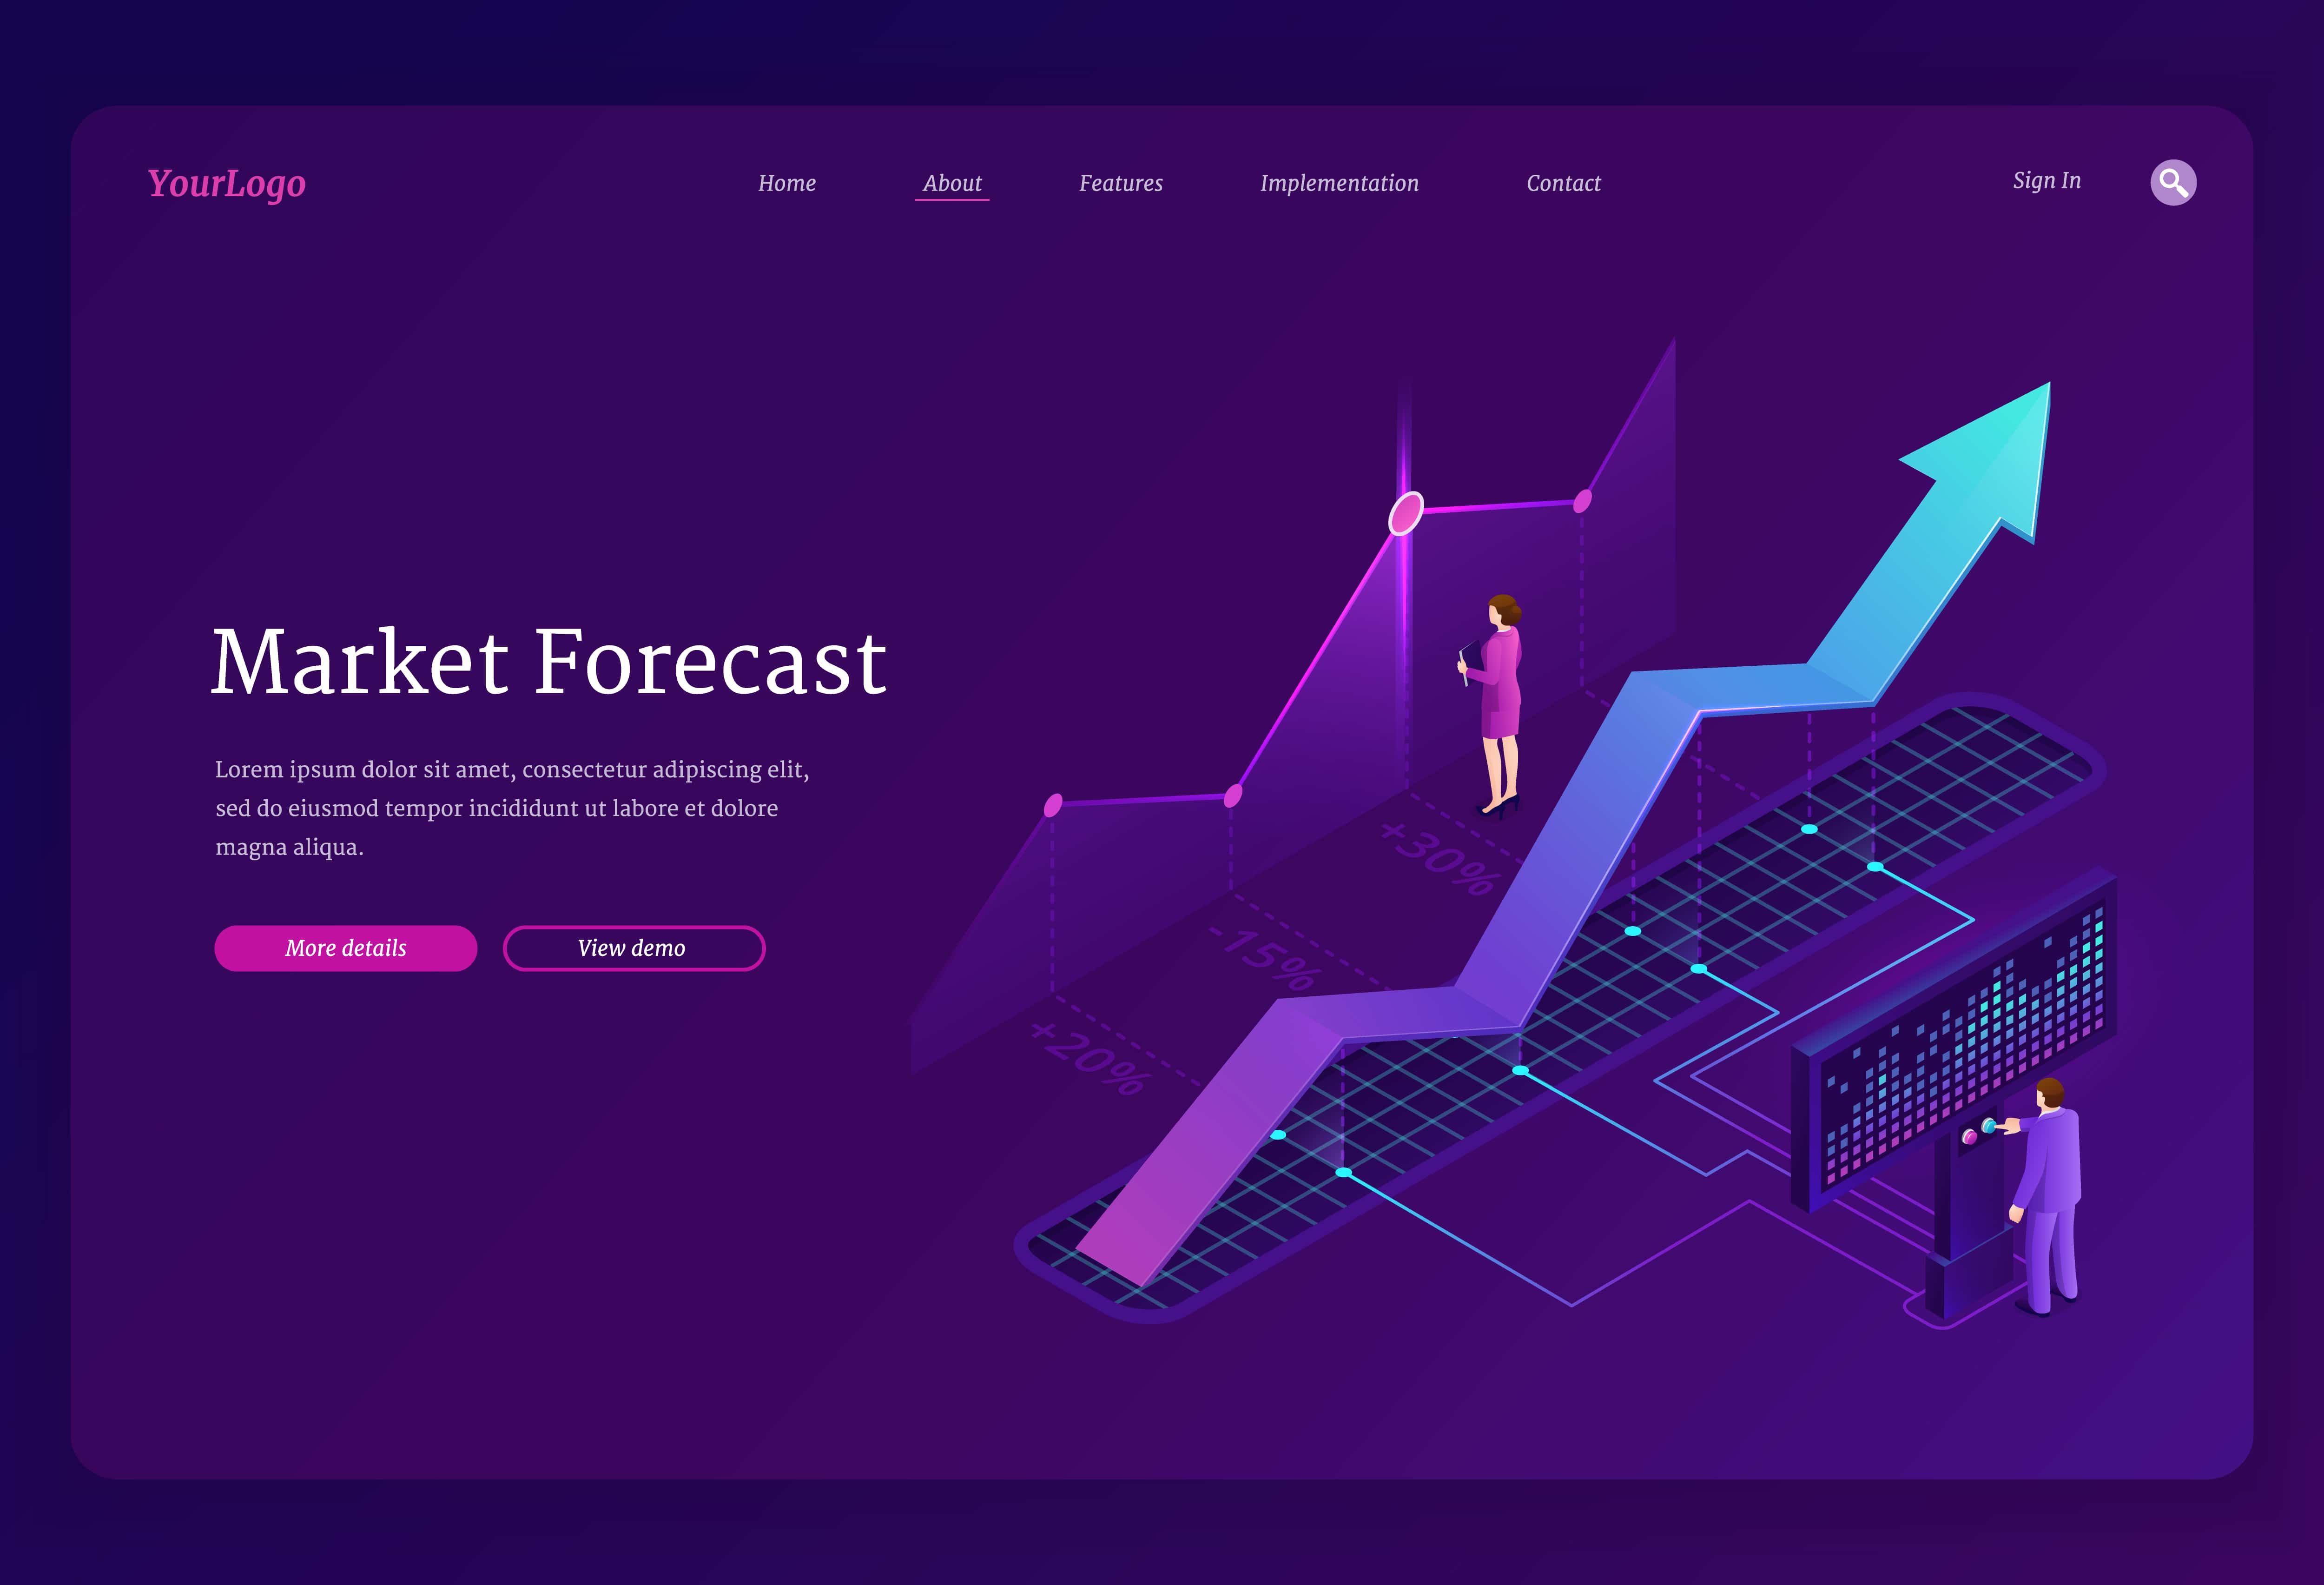 YourLogo
Home About Features Implementation Contact
Sign In
Market Forecast
Lorem ipsum dolor sit amet, consectetur adipiscing elit,
sed do eiusmod tempor incididunt ut labore et dolore
magna aliqua.
More details
View demo
+30%
-15%
+20%